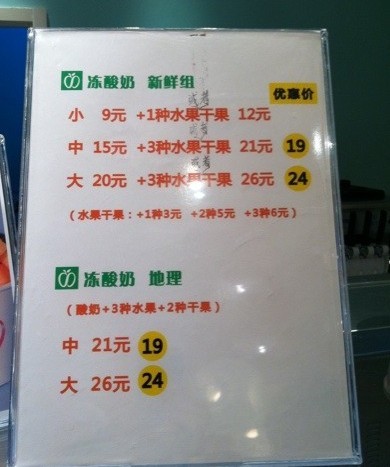 冻酸奶 新鲜组
优惠价
小 9元 +1种水果干果 12元
中 15元 +3种水果干果 21元 19
大 20元 +3种水果干果 26元 24
(水果干果:+1种3元 +2种5元 +3种6元)
冻酸奶 地理
(酸奶+3种水果+2种干果)
中 21元 19
大 26元 24